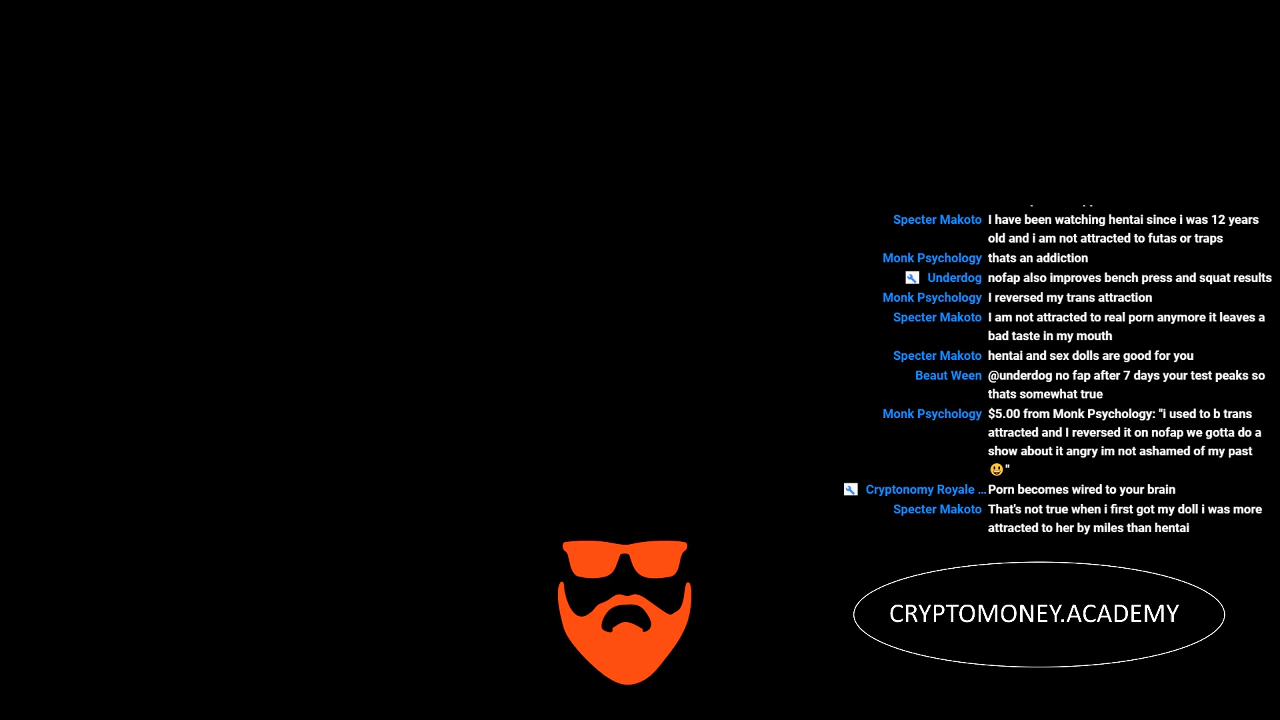 Specter Makoto I have been watching hentai since i was 12 years
old and i am not attracted to futas or traps
Monk Psychology thats an addiction
Underdog nofap also improves bench press and squat results
Monk Psychology I reversed my trans attraction
Specter Makoto I am not attracted to real porn anymore it leaves a
bad taste in my mouth
Specter Makoto hentai and sex dolls are good for you
Beaut Ween @underdog no fap after 7 days your test peaks so
thats somewhat true
Monk Psychology $5.00 from Monk Psychology: "i used to b trans
attracted and I reversed it on nofap we gotta do a
show about it angry im not ashamed of my past
😃"
Cryptonomy Royale ... Porn becomes wired to your brain
Specter Makoto That's not true when i first got my doll i was more
attracted to her by miles than hentai
CRYPTOMONEY.ACADEMY